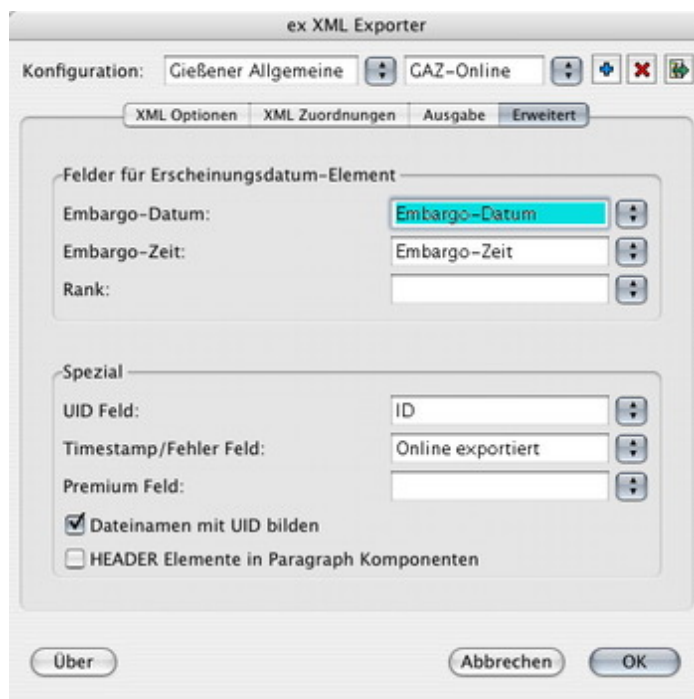 ex XML Exporter
Konfiguration: Gießener Allgemeine GAZ-Online
XML Optionen XML Zuordnungen Ausgabe Erweitert
Felder für Erscheinungsdatum-Element
Embargo-Datum: Embargo-Datum
Embargo-Zeit: Embargo-Zeit
Rank:
Spezial
UID Feld: ID
Timestamp/Fehler Feld: Online exportiert
Premium Feld:
Dateinamen mit UID bilden
HEADER Elemente in Paragraph Komponenten
Über Abbrechen OK